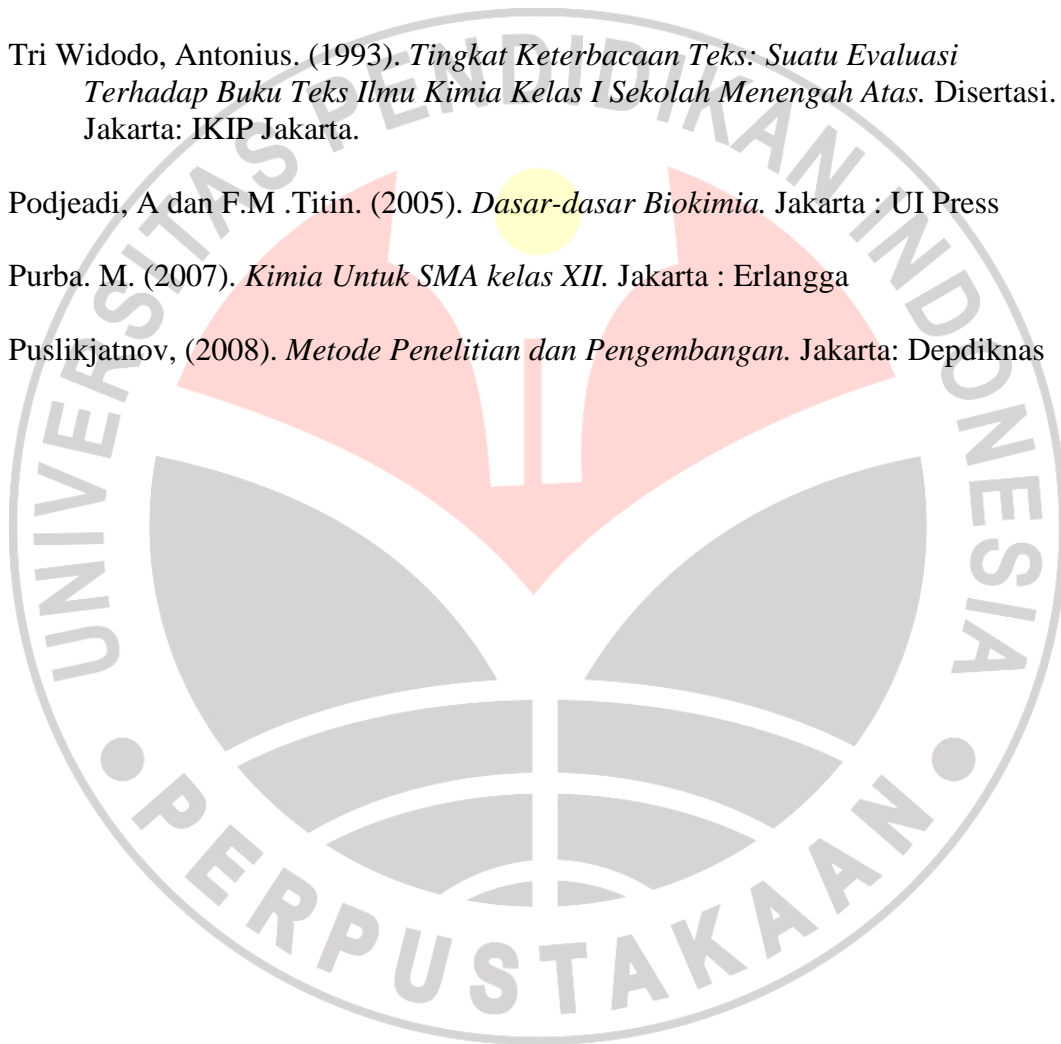 Tri Widodo, Antonius. (1993). Tingkat Keterbacaan Teks: Suatu Evaluasi
Terhadap Buku Teks Ilmu Kimia Kelas I Sekolah Menengah Atas. Disertasi.
Jakarta: IKIP Jakarta.
Podjeadi, A dan F.M .Titin. (2005). Dasar-dasar Biokimia. Jakarta : UI Press
Purba. M. (2007). Kimia Untuk SMA kelas XII. Jakarta : Erlangga
Puslikjatnov, (2008). Metode Penelitian dan Pengembangan. Jakarta: Depdiknas
UNIVERSITAS PENDIDIKAN INDONESIA
PERPUSTAKAAN